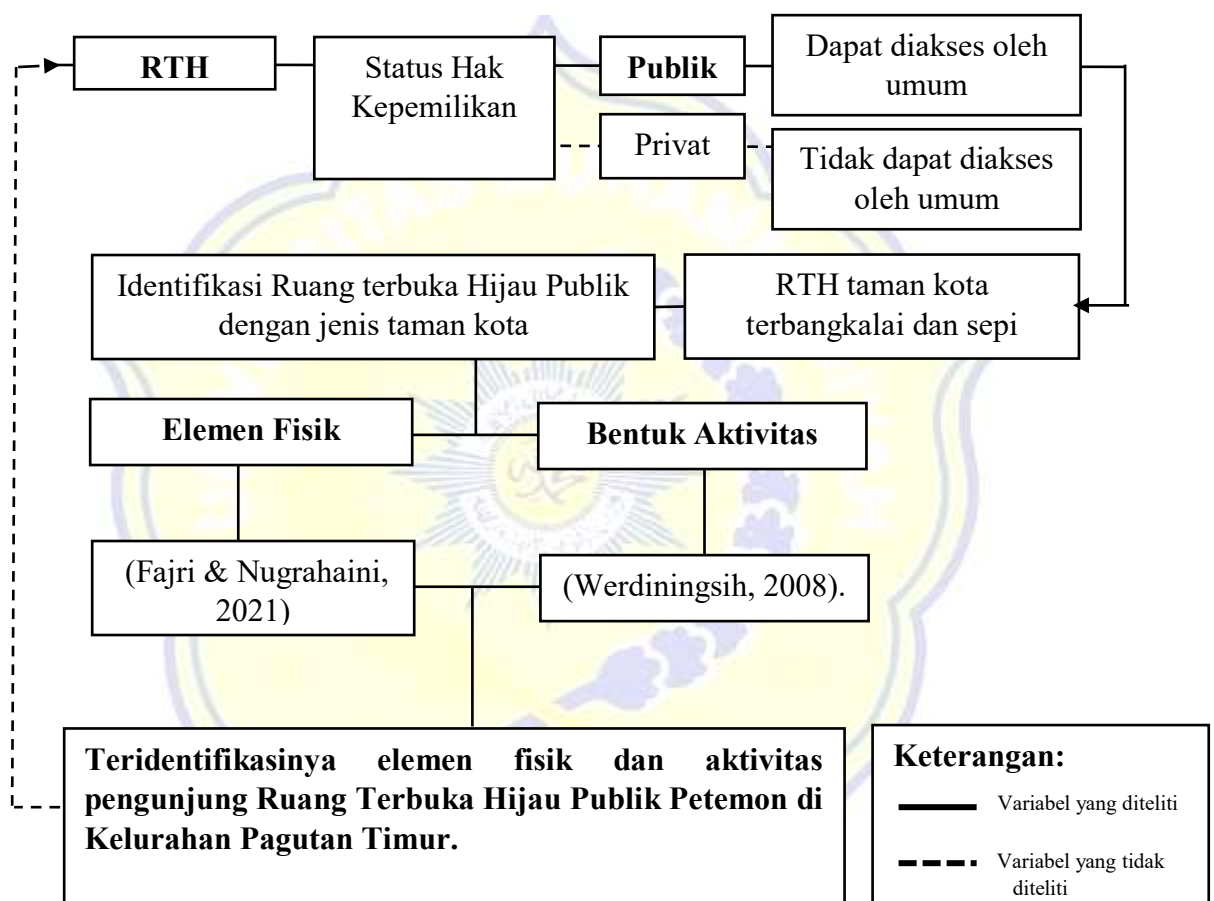 RTH
Status Hak
Kepemilikan
Publik
Dapat diakses oleh
umum
Privat
Tidak dapat diakses
oleh umum
Identifikasi Ruang terbuka Hijau Publik
dengan jenis taman kota
RTH taman kota
terbangkalai dan sepi
Elemen Fisik
Bentuk Aktivitas
(Fajri & Nugrahaini,
2021)
(Werdiningsih, 2008).
Teridentifikasinya elemen fisik dan aktivitas
pengunjung Ruang Terbuka Hijau Publik Petemon di
Kelurahan Pagutan Timur.
Keterangan:
Variabel yang diteliti
Variabel yang tidak
diteliti